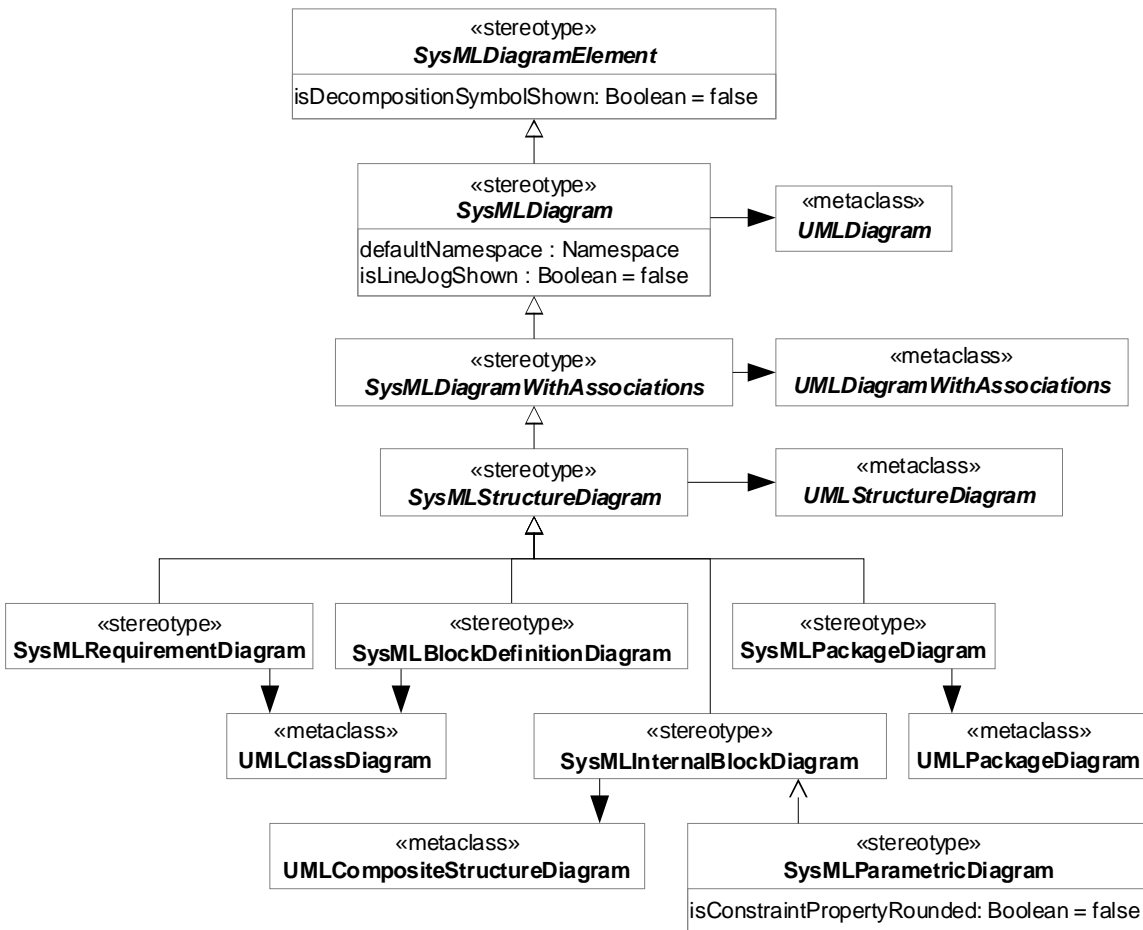 «stereotype»
SysMLDiagramElement
isDecompositionSymbolShown: Boolean = false
«stereotype»
SysMLDiagram
defaultNamespace : Namespace
isLineJogShown : Boolean = false
«metaclass»
UMLDiagram
«stereotype»
SysMLDiagramWithAssociations
«metaclass»
UMLDiagramWithAssociations
«stereotype»
SysMLStructureDiagram
«metaclass»
UMLStructureDiagram
«stereotype»
SysMLRequirementDiagram
«stereotype»
SysMLBlockDefinitionDiagram
«stereotype»
SysMLPackageDiagram
«metaclass»
UMLClassDiagram
«stereotype»
SysMLInternalBlockDiagram
«metaclass»
UMLPackageDiagram
«metaclass»
UMLCompositeStructureDiagram
«stereotype»
SysMLParametricDiagram
isConstraintPropertyRounded: Boolean = false